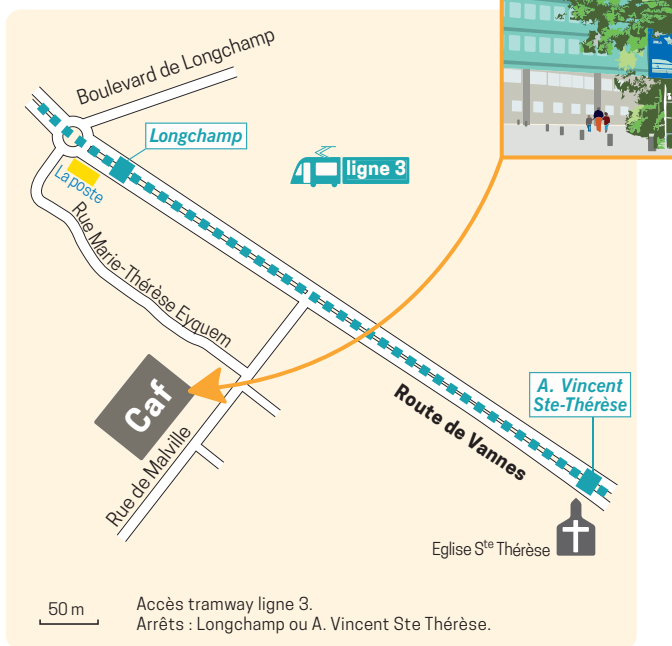 Boulevard de Longchamp
Longchamp
ligne 3
La poste
Rue Marie-Thérèse Eyquem
Caf
A. Vincent
Ste-Thérèse
Route de Vannes
Rue de Malville
Eglise Ste Thérèse
50 m
Accès tramway ligne 3.
Arrêts : Longchamp ou A. Vincent Ste Thérèse.